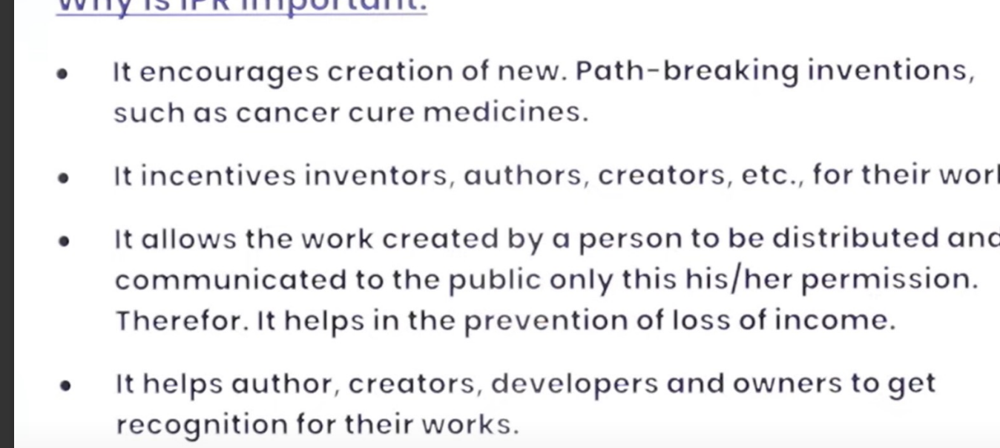 Why is IPR important.
It encourages creation of new. Path-breaking inventions,
such as cancer cure medicines.
It incentives inventors, authors, creators, etc., for their
It allows the work created by a person to be distributed and
communicated to the public only this his/her permission.
Therefor. It helps in the prevention of loss of income.
It helps author, creators, developers and owners to get
recognition for their works.